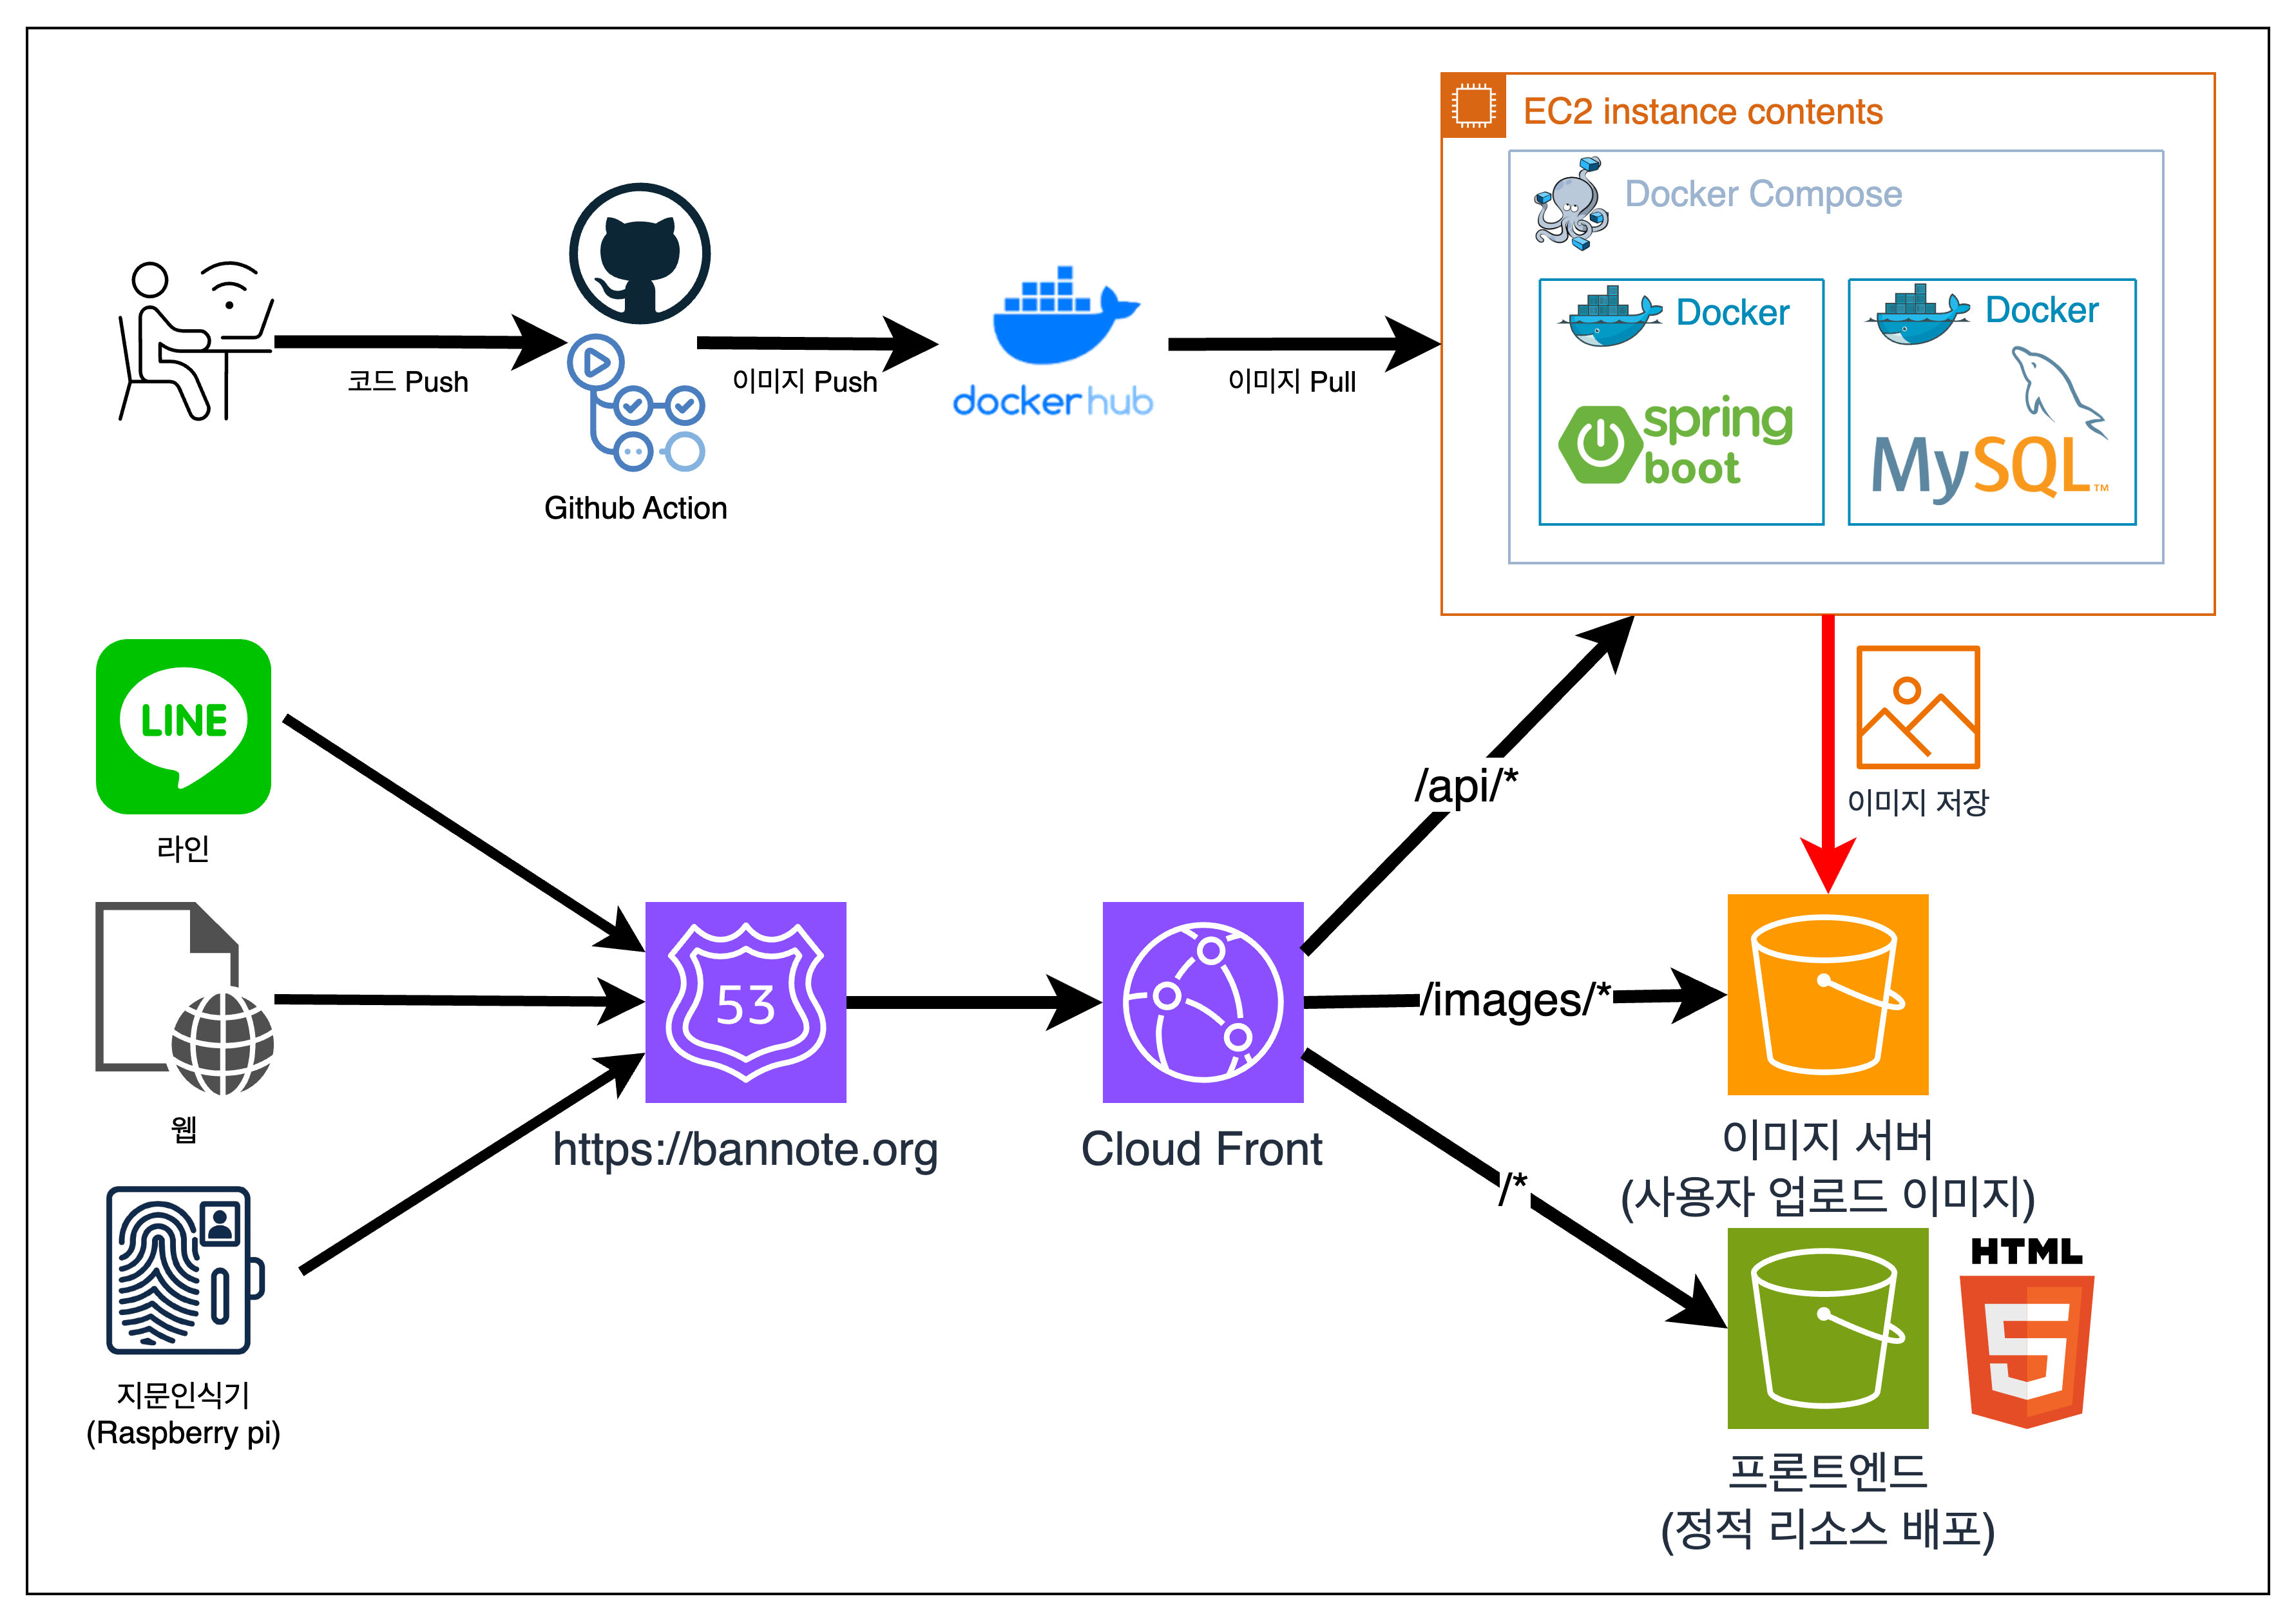 EC2 instance contents
Docker Compose
Docker
Docker
spring
boot
MySQL™
코드 Push
Github Action
이미지 Push
docker hub
이미지 Pull
LINE
라인
웹
지문인식기
(Raspberry pi)
53
https://bannote.org
Cloud Front
/api/*
/images/*
/*
이미지 저장
이미지 서버
(사용자 업로드 이미지)
HTML
5
프론트엔드
(정적 리소스 배포)